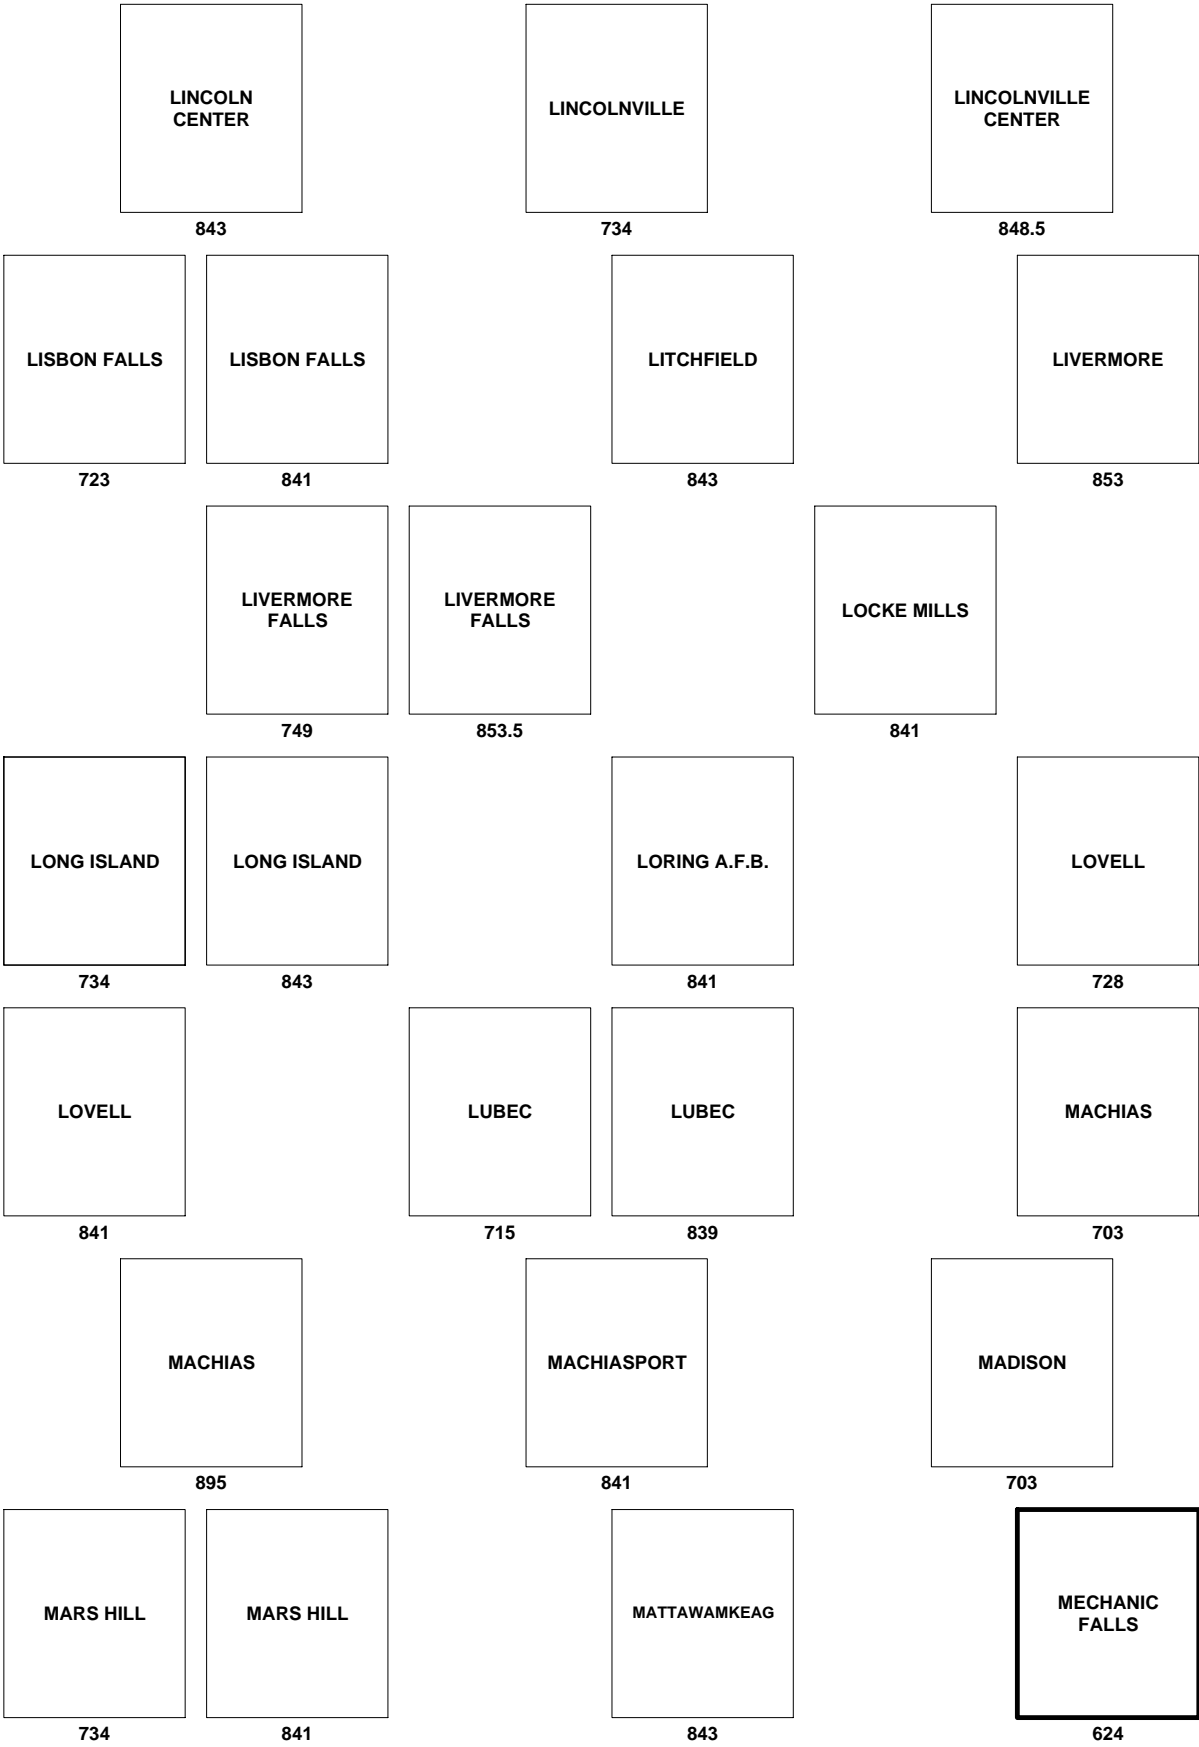 LINCOLN
CENTER
843
LINCOLNVILLE
734
LINCOLNVILLE
CENTER
848.5
LISBON FALLS
723
LISBON FALLS
841
LITCHFIELD
843
LIVERMORE
853
LIVERMORE
FALLS
749
LIVERMORE
FALLS
853.5
LOCKE MILLS
841
LONG ISLAND
734
LONG ISLAND
843
LORING A.F.B.
841
LOVELL
728
LOVELL
841
LUBEC
715
LUBEC
839
MACHIAS
703
MACHIAS
895
MACHIASPORT
841
MADISON
703
MARS HILL
734
MARS HILL
841
MATTAWAMKEAG
843
MECHANIC
FALLS
624